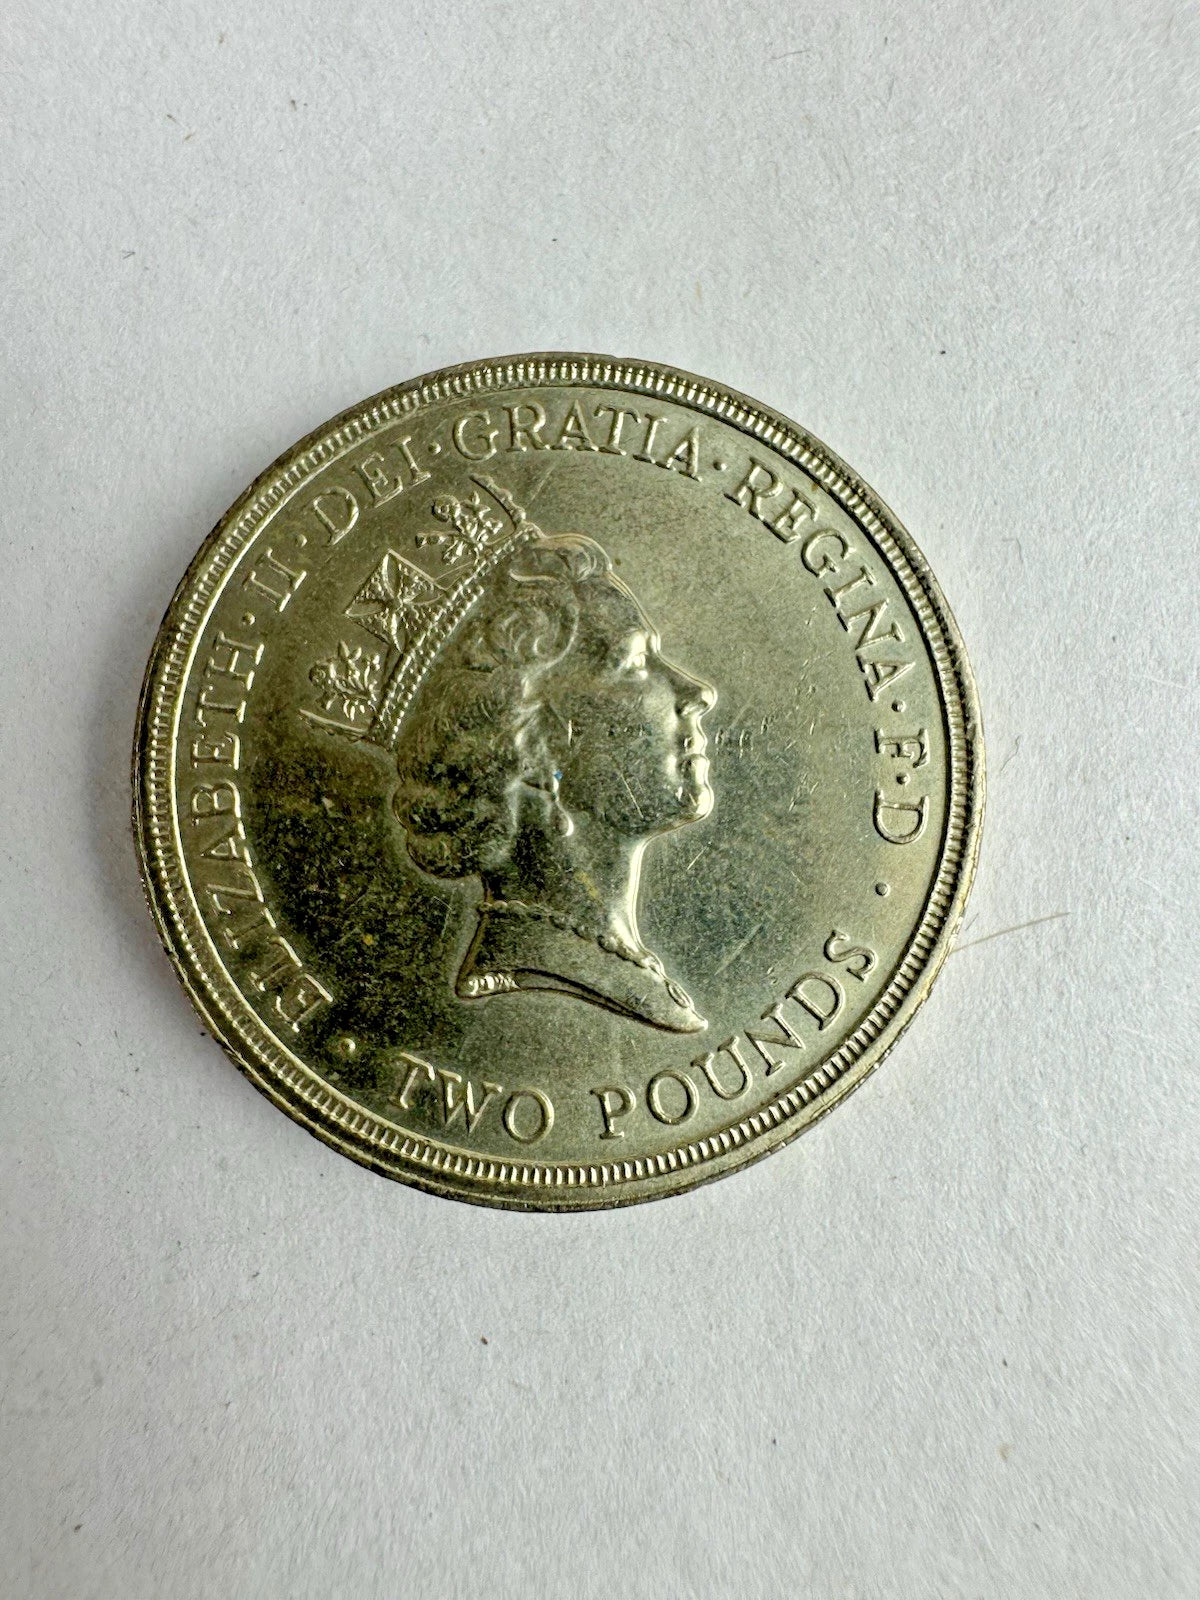 ELIZABETH · II · DEI · GRATIA · REGINA · F · D ·
TWO POUNDS ·